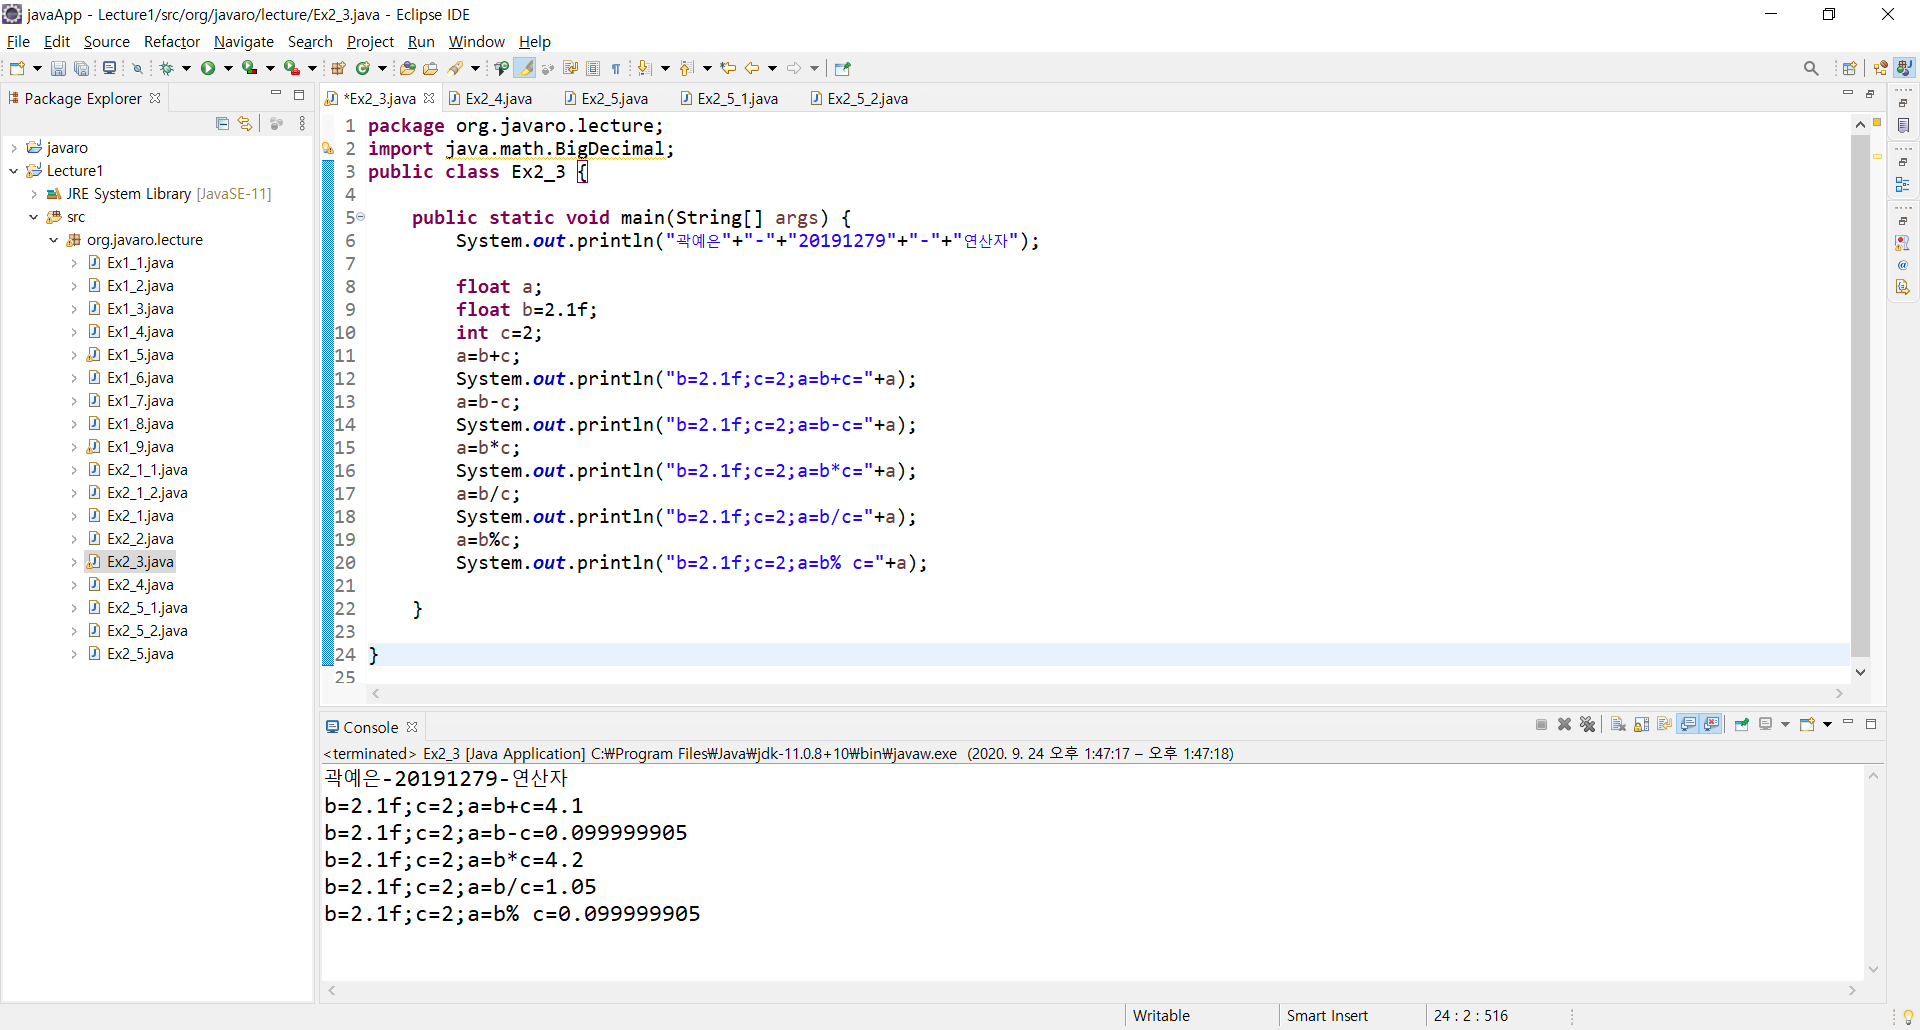 javaApp - Lecture1/src/org/javaro/lecture/Ex2_3.java - Eclipse IDE
File Edit Source Refactor Navigate Search Project Run Window Help
Package Explorer
javaro
Lecture1
JRE System Library [JavaSE-11]
src
org.javaro.lecture
Ex1_1.java
Ex1_2.java
Ex1_3.java
Ex1_4.java
Ex1_5.java
Ex1_6.java
Ex1_7.java
Ex1_8.java
Ex1_9.java
Ex2_1_1.java
Ex2_1_2.java
Ex2_1.java
Ex2_2.java
Ex2_3.java
Ex2_4.java
Ex2_5_1.java
Ex2_5_2.java
Ex2_5.java
*Ex2_3.java Ex2_4.java Ex2_5.java Ex2_5_1.java Ex2_5_2.java
1 package org.javaro.lecture;
2 import java.math.BigDecimal;
3 public class Ex2_3 {
4
5     public static void main(String[] args) {
6         System.out.println("곽예은"+"-"+"20191279"+"-"+"연산자");
7
8         float a;
9         float b=2.1f;
10         int c=2;
11         a=b+c;
12         System.out.println("b=2.1f;c=2;a=b+c="+a);
13         a=b-c;
14         System.out.println("b=2.1f;c=2;a=b-c="+a);
15         a=b*c;
16         System.out.println("b=2.1f;c=2;a=b*c="+a);
17         a=b/c;
18         System.out.println("b=2.1f;c=2;a=b/c="+a);
19         a=b%c;
20         System.out.println("b=2.1f;c=2;a=b% c="+a);
21
22     }
23
24 }
25
Console
<terminated> Ex2_3 [Java Application] C:₩Program Files₩Java₩jdk-11.0.8+10₩bin₩javaw.exe (2020. 9. 24 오후 1:47:17 – 오후 1:47:18)
곽예은-20191279-연산자
b=2.1f;c=2;a=b+c=4.1
b=2.1f;c=2;a=b-c=0.099999905
b=2.1f;c=2;a=b*c=4.2
b=2.1f;c=2;a=b/c=1.05
b=2.1f;c=2;a=b% c=0.099999905
Writable Smart Insert 24 : 2 : 516